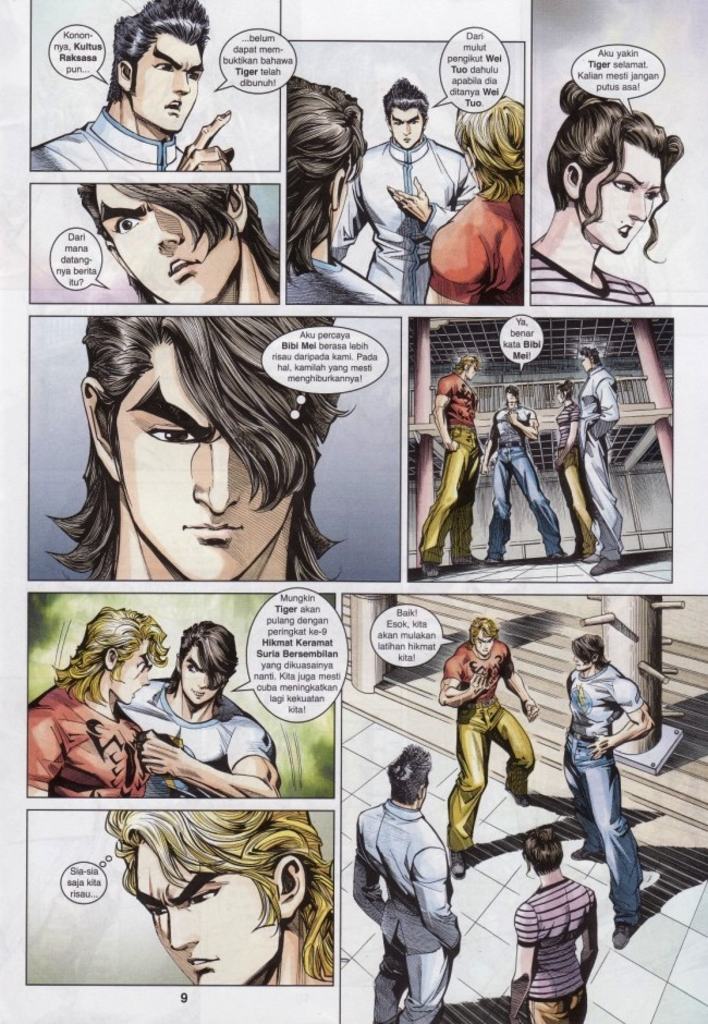 Konon-
nya, Kultus
Raksasa
pun...
...belum
dapat mem-
buktikan bahawa
Tiger telah
dibunuh!
Dari
mana
datang-
nya berita
itu?
Dari
mulut
pengikut Wei
Tuo dahulu
apabila dia
ditanya Wei
Tuo.
Aku yakin
Tiger selamat.
Kalian mesti jangan
putus asa!
Aku percaya
Bibi Mei berasa lebih
risau daripada kami. Pada
hal, kamilah yang mesti
menghiburkannya!
Ya,
benar
kata Bibi
Mei!
Mungkin
Tiger akan
pulang dengan
peringkat ke-9
Hikmat Keramat
Suria Bersembilan
yang dikuasainya
nanti. Kita juga mesti
cuba meningkatkan
lagi kekuatan
kita!
Sia-sia
saja kita
risau...
Baik!
Esok, kita
akan mulakan
latihan hikmat
kita!
9